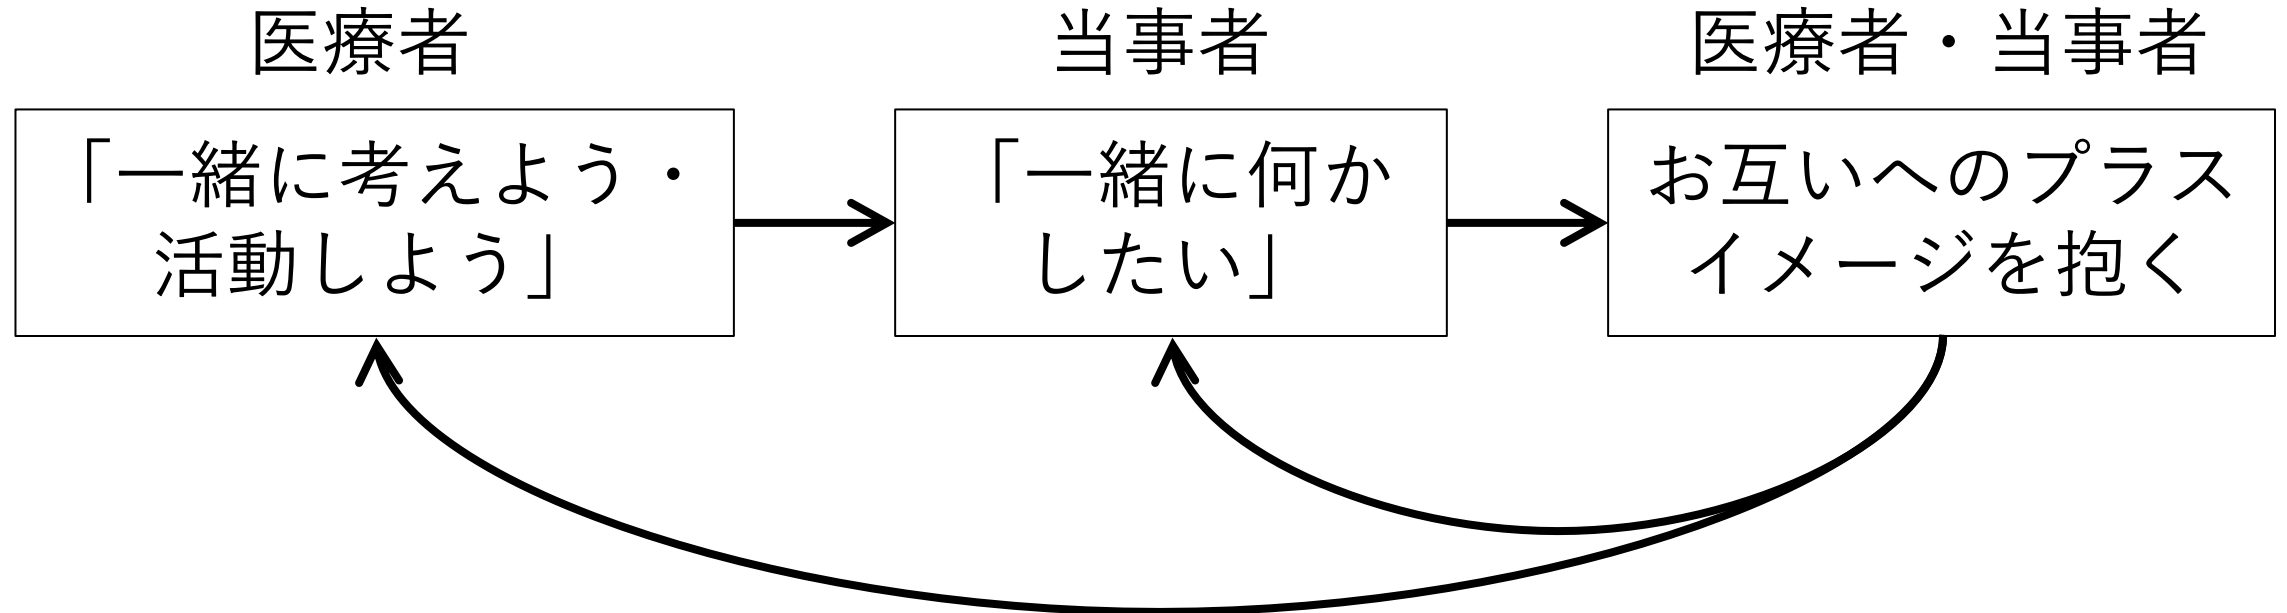 医療者
「一緒に考えよう・
活動しよう」
当事者
「一緒に何か
したい」
医療者・当事者
お互いへのプラス
イメージを抱く